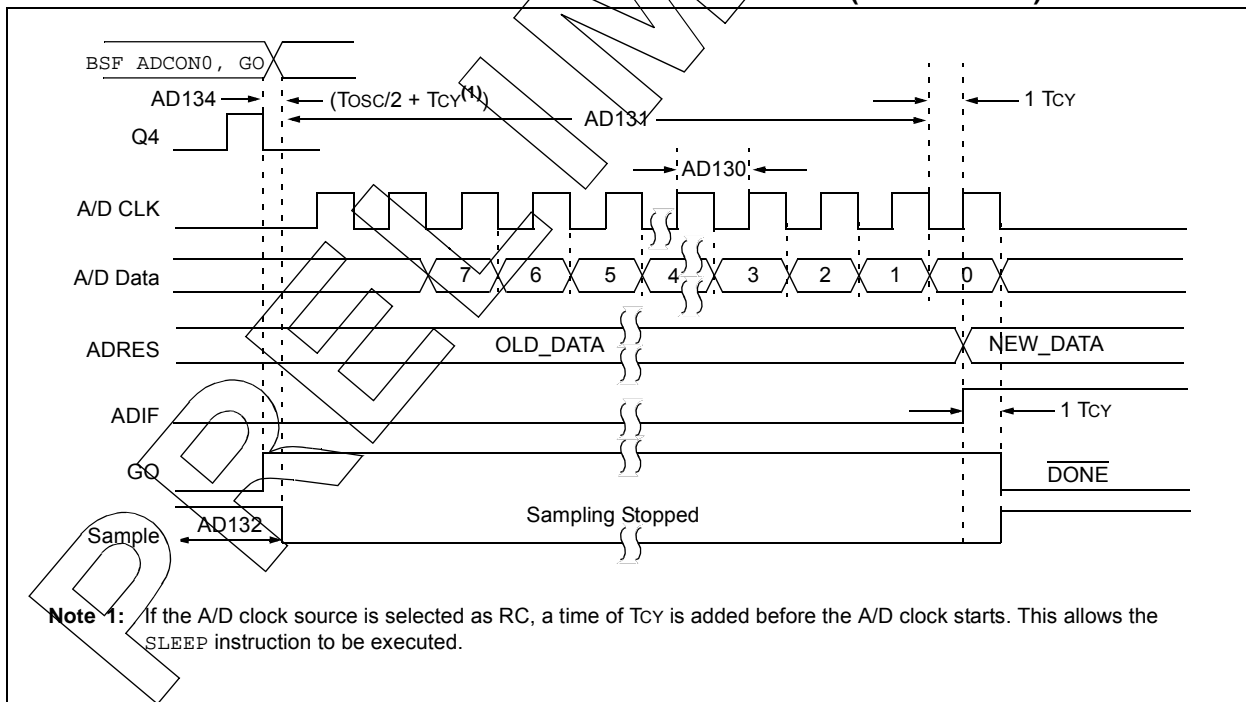 BSF ADCON0, GO
AD134
(TOSC/2 + TCY(1))
AD131
1 TCY
Q4
AD130
A/D CLK
A/D Data
7
6
5
4
3
2
1
0
ADRES
OLD_DATA
NEW_DATA
ADIF
1 TCY
GO
DONE
Sample
AD132
Sampling Stopped
Note 1: If the A/D clock source is selected as RC, a time of TCY is added before the A/D clock starts. This allows the
SLEEP instruction to be executed.